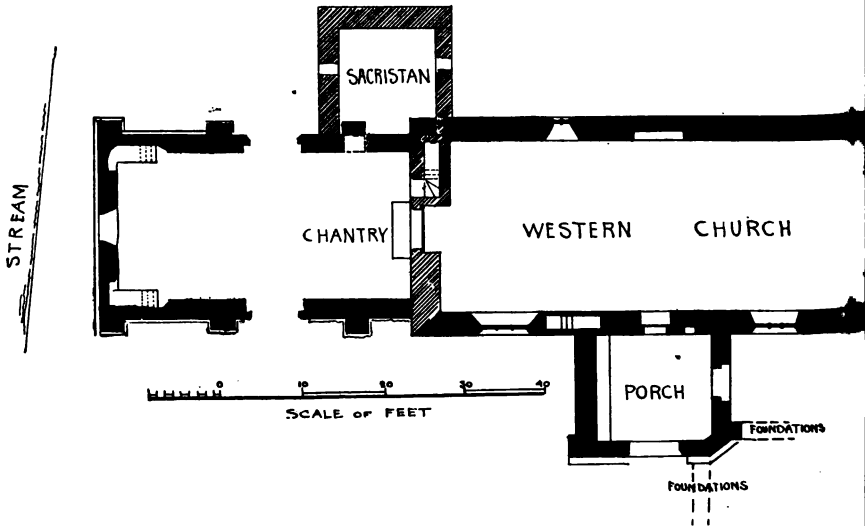 SACRISTAN
STREAM
CHANTRY
WESTERN CHURCH
0 10 20 30 40
SCALE OF FEET
PORCH
FOUNDATIONS
FOUNDATIONS